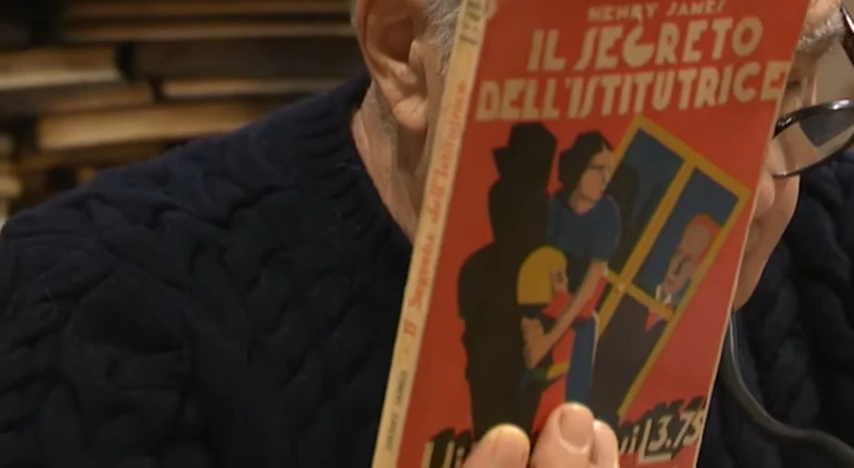 HENRY JAMES
IL SEGRETO
DELL'ISTITUTRICE
L.3.75
Il Segreto dell'Istitutrice